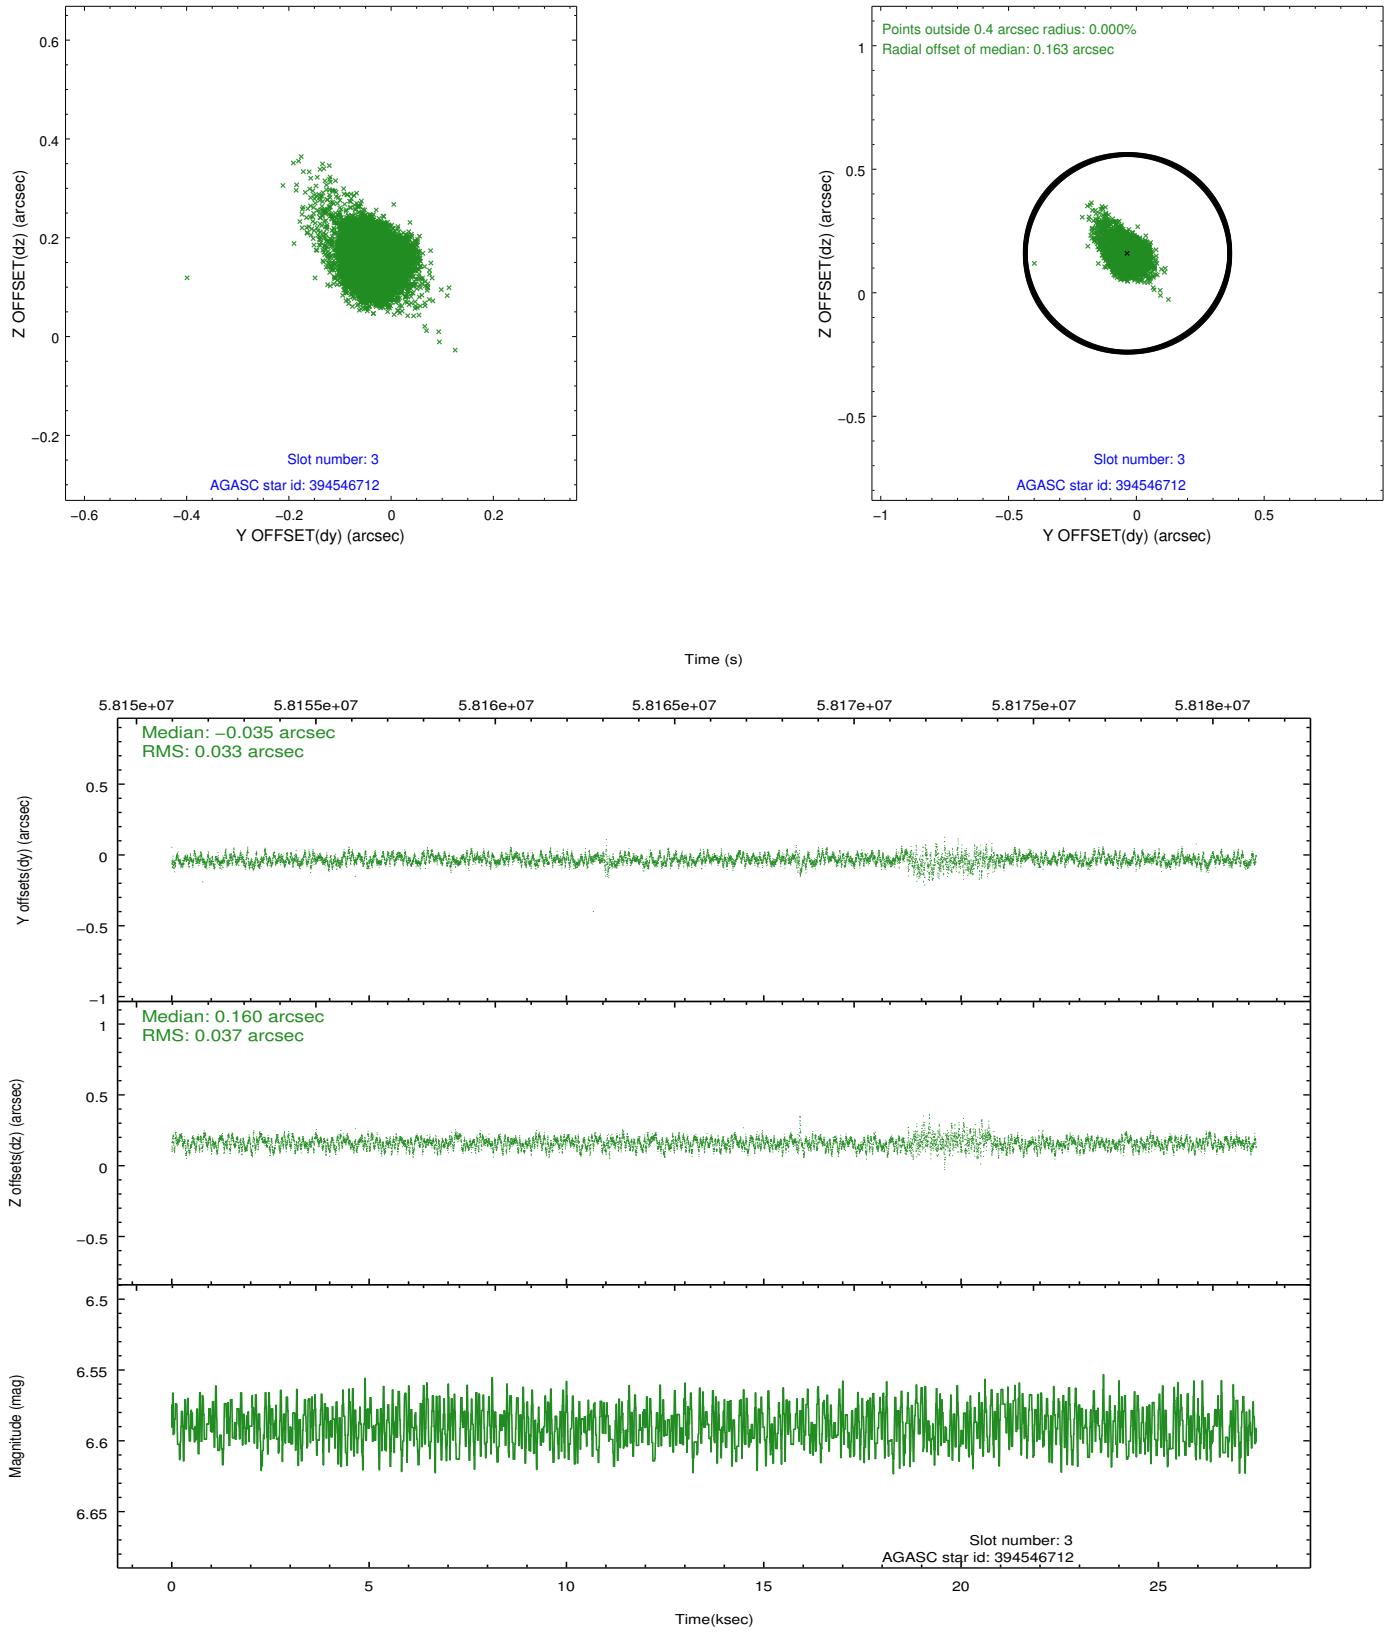 0.6
0.4
0.2
0
−0.2
Z OFFSET(dz) (arcsec)
Slot number: 3
AGASC star id: 394546712
−0.6 −0.4 −0.2 0 0.2
Y OFFSET(dy) (arcsec)
Points outside 0.4 arcsec radius: 0.000%
Radial offset of median: 0.163 arcsec
1
0.5
0
−0.5
Z OFFSET(dz) (arcsec)
Slot number: 3
AGASC star id: 394546712
−1 −0.5 0 0.5
Y OFFSET(dy) (arcsec)
Time (s)
5.815e+07 5.8155e+07 5.816e+07 5.8165e+07 5.817e+07 5.8175e+07 5.818e+07
Median: −0.035 arcsec
RMS: 0.033 arcsec
0.5
0
−0.5
−1
Y offsets(dy) (arcsec)
Median: 0.160 arcsec
RMS: 0.037 arcsec
1
0.5
0
−0.5
Z offsets(dz) (arcsec)
6.5
6.55
6.6
6.65
Magnitude (mag)
Slot number: 3
AGASC star id: 394546712
0 5 10 15 20 25
Time(ksec)